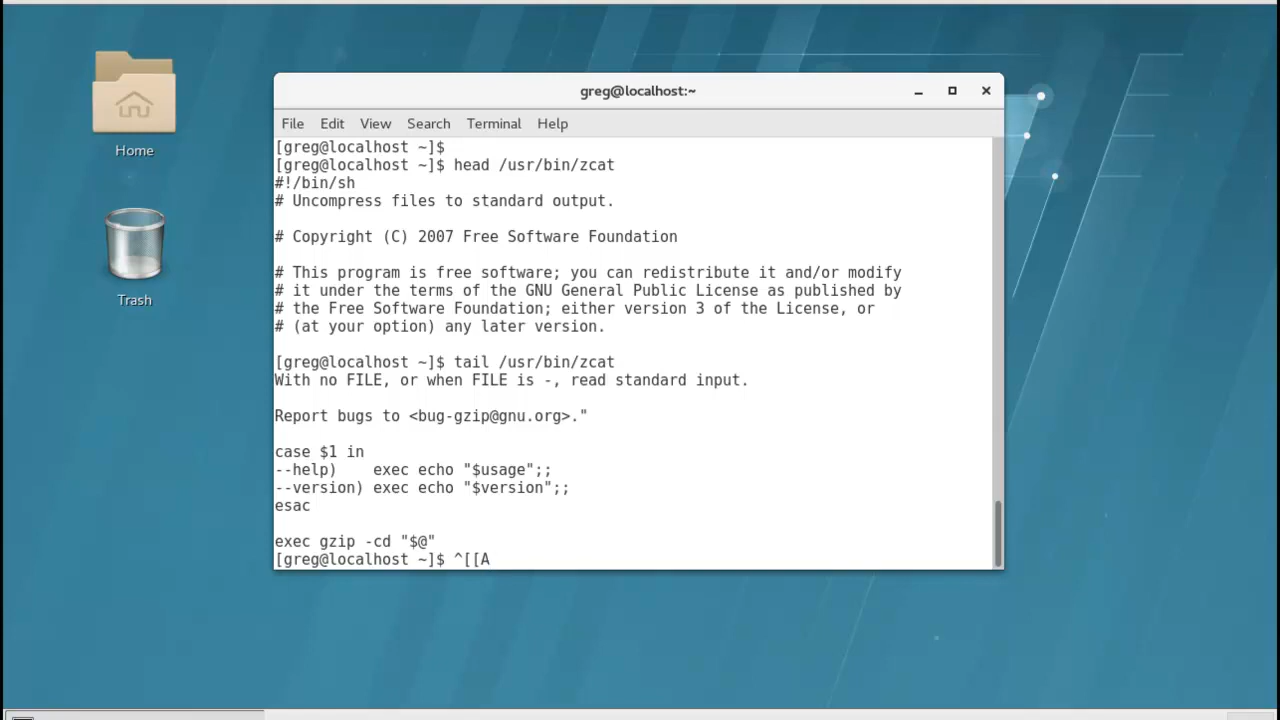 Home
Trash
greg@localhost:~
File Edit View Search Terminal Help
[greg@localhost ~]$
[greg@localhost ~]$ head /usr/bin/zcat
#!/bin/sh
# Uncompress files to standard output.
# Copyright (C) 2007 Free Software Foundation
# This program is free software; you can redistribute it and/or modify
# it under the terms of the GNU General Public License as published by
# the Free Software Foundation; either version 3 of the License, or
# (at your option) any later version.
[greg@localhost ~]$ tail /usr/bin/zcat
With no FILE, or when FILE is -, read standard input.
Report bugs to <bug-gzip@gnu.org>."
case $1 in
--help)    exec echo "$usage";;
--version) exec echo "$version";;
esac
exec gzip -cd "$@"
[greg@localhost ~]$ ^[[A